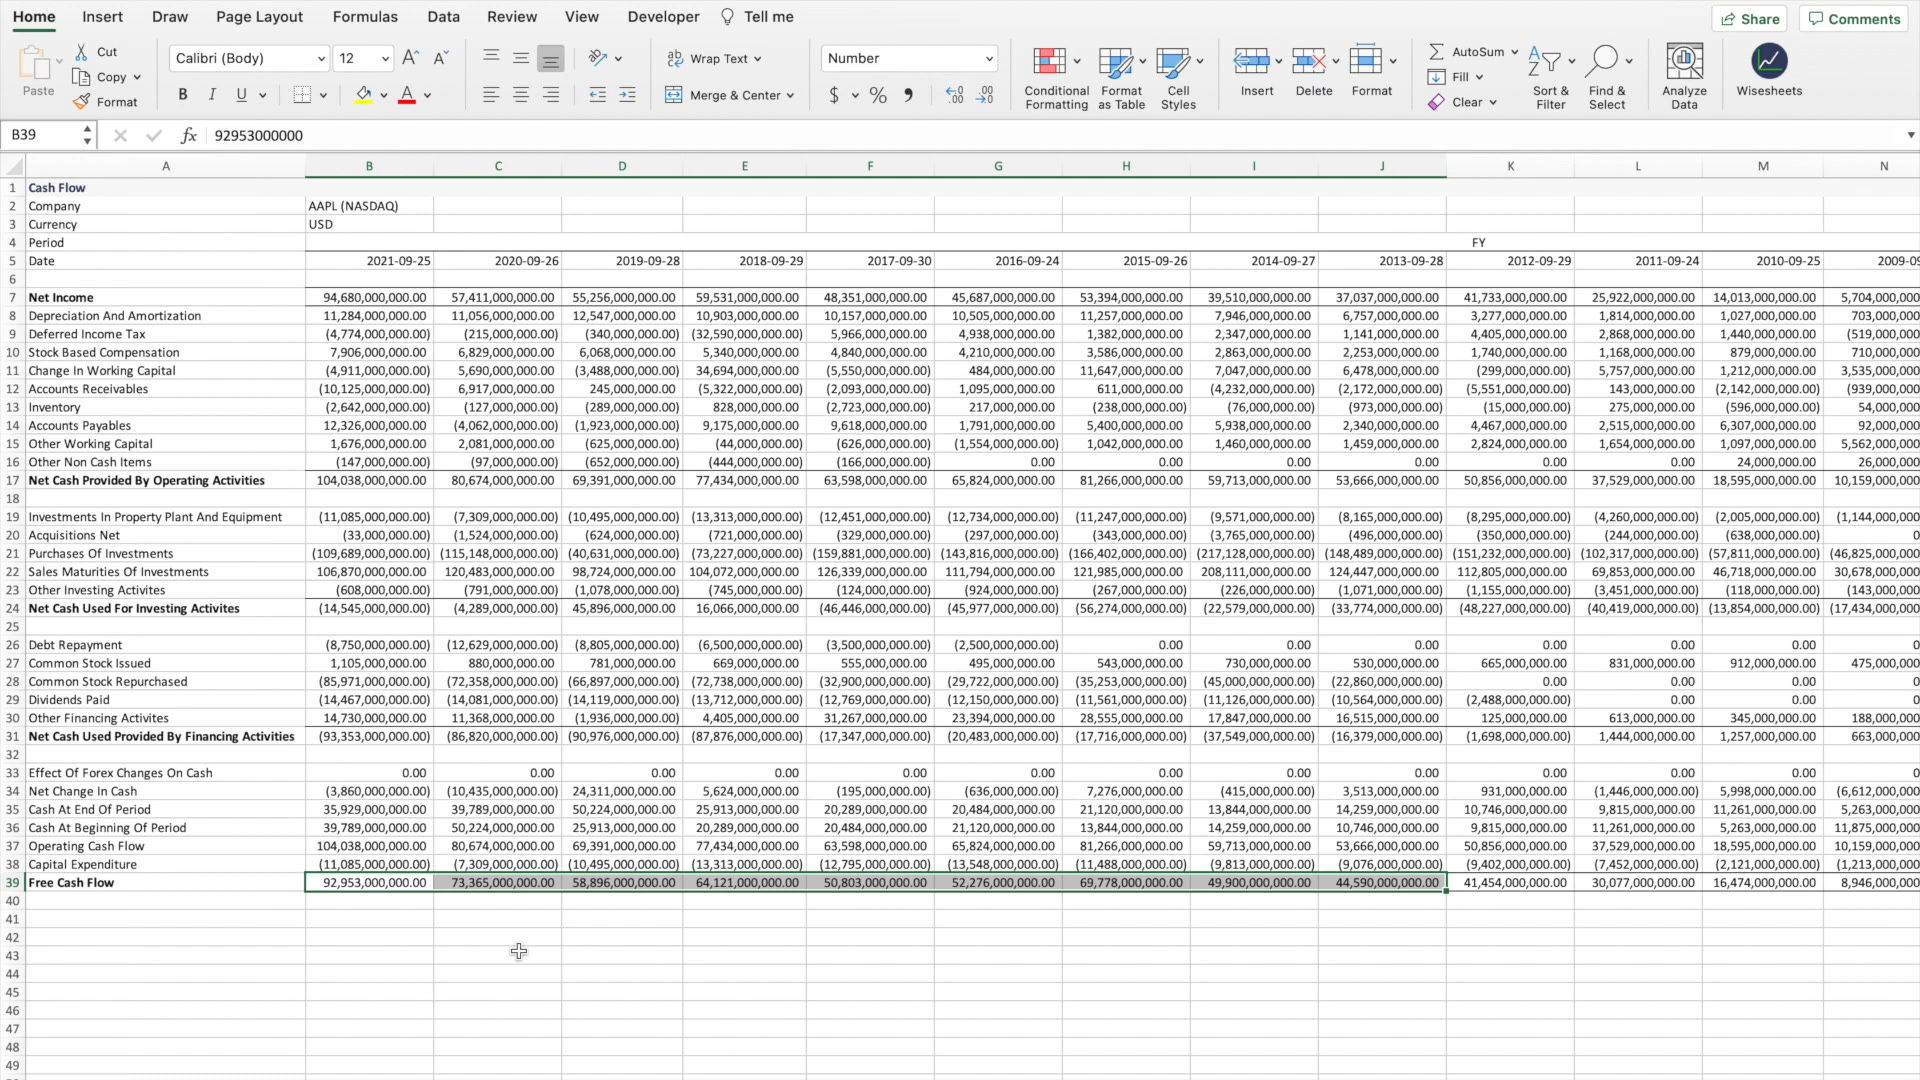 Home Insert Draw Page Layout Formulas Data Review View Developer Tell me Share Comments
Paste Cut Copy Format
Calibri (Body) 12 A^ A˅
B I U A
ab Wrap Text
Merge & Center
Number
$ % 9 .00 .00
Conditional Formatting Format as Table Cell Styles Insert Delete Format
AutoSum Fill Clear
Sort & Filter Find & Select Analyze Data Wisesheets
B39 fx 92953000000
A B C D E F G H I J K L M N
1 Cash Flow
2 Company AAPL (NASDAQ)
3 Currency USD
4 Period FY
5 Date 2021-09-25 2020-09-26 2019-09-28 2018-09-29 2017-09-30 2016-09-24 2015-09-26 2014-09-27 2013-09-28 2012-09-29 2011-09-24 2010-09-25 2009-09
6
7 Net Income 94,680,000,000.00 57,411,000,000.00 55,256,000,000.00 59,531,000,000.00 48,351,000,000.00 45,687,000,000.00 53,394,000,000.00 39,510,000,000.00 37,037,000,000.00 41,733,000,000.00 25,922,000,000.00 14,013,000,000.00 5,704,000,000
8 Depreciation And Amortization 11,284,000,000.00 11,056,000,000.00 12,547,000,000.00 10,903,000,000.00 10,157,000,000.00 10,505,000,000.00 11,257,000,000.00 7,946,000,000.00 6,757,000,000.00 3,277,000,000.00 1,814,000,000.00 1,027,000,000.00 703,000,000
9 Deferred Income Tax (4,774,000,000.00) (215,000,000.00) (340,000,000.00) (32,590,000,000.00) 5,966,000,000.00 4,938,000,000.00 1,382,000,000.00 2,347,000,000.00 1,141,000,000.00 4,405,000,000.00 2,868,000,000.00 1,440,000,000.00 (519,000,000
10 Stock Based Compensation 7,906,000,000.00 6,829,000,000.00 6,068,000,000.00 5,340,000,000.00 4,840,000,000.00 4,210,000,000.00 3,586,000,000.00 2,863,000,000.00 2,253,000,000.00 1,740,000,000.00 1,168,000,000.00 879,000,000.00 710,000,000
11 Change In Working Capital (4,911,000,000.00) 5,690,000,000.00 (3,488,000,000.00) 34,694,000,000.00 (5,550,000,000.00) 484,000,000.00 11,647,000,000.00 7,047,000,000.00 6,478,000,000.00 (299,000,000.00) 5,757,000,000.00 1,212,000,000.00 3,535,000,000
12 Accounts Receivables (10,125,000,000.00) 6,917,000,000.00 245,000,000.00 (5,322,000,000.00) (2,093,000,000.00) 1,095,000,000.00 611,000,000.00 (4,232,000,000.00) (2,172,000,000.00) (5,551,000,000.00) 143,000,000.00 (2,142,000,000.00) (939,000,000
13 Inventory (2,642,000,000.00) (127,000,000.00) (289,000,000.00) 828,000,000.00 (2,723,000,000.00) 217,000,000.00 (238,000,000.00) (76,000,000.00) (973,000,000.00) (15,000,000.00) 275,000,000.00 (596,000,000.00) 54,000,000
14 Accounts Payables 12,326,000,000.00 (4,062,000,000.00) (1,923,000,000.00) 9,175,000,000.00 9,618,000,000.00 1,791,000,000.00 5,400,000,000.00 5,938,000,000.00 2,340,000,000.00 4,467,000,000.00 2,515,000,000.00 6,307,000,000.00 92,000,000
15 Other Working Capital 1,676,000,000.00 2,081,000,000.00 (625,000,000.00) (44,000,000.00) (626,000,000.00) (1,554,000,000.00) 1,042,000,000.00 1,460,000,000.00 1,459,000,000.00 2,824,000,000.00 1,654,000,000.00 1,097,000,000.00 5,562,000,000
16 Other Non Cash Items (147,000,000.00) (97,000,000.00) (652,000,000.00) (444,000,000.00) (166,000,000.00) 0.00 0.00 0.00 0.00 0.00 0.00 24,000,000.00 26,000,000
17 Net Cash Provided By Operating Activities 104,038,000,000.00 80,674,000,000.00 69,391,000,000.00 77,434,000,000.00 63,598,000,000.00 65,824,000,000.00 81,266,000,000.00 59,713,000,000.00 53,666,000,000.00 50,856,000,000.00 37,529,000,000.00 18,595,000,000.00 10,159,000,000
18
19 Investments In Property Plant And Equipment (11,085,000,000.00) (7,309,000,000.00) (10,495,000,000.00) (13,313,000,000.00) (12,451,000,000.00) (12,734,000,000.00) (11,247,000,000.00) (9,571,000,000.00) (8,165,000,000.00) (8,295,000,000.00) (4,260,000,000.00) (2,005,000,000.00) (1,144,000,000
20 Acquisitions Net (33,000,000.00) (1,524,000,000.00) (624,000,000.00) (721,000,000.00) (329,000,000.00) (297,000,000.00) (343,000,000.00) (3,765,000,000.00) (496,000,000.00) (350,000,000.00) (244,000,000.00) (638,000,000.00) 0
21 Purchases Of Investments (109,689,000,000.00) (115,148,000,000.00) (40,631,000,000.00) (73,227,000,000.00) (159,881,000,000.00) (143,816,000,000.00) (166,402,000,000.00) (217,128,000,000.00) (148,489,000,000.00) (151,232,000,000.00) (102,317,000,000.00) (57,811,000,000.00) (46,825,000,000
22 Sales Maturities Of Investments 106,870,000,000.00 120,483,000,000.00 98,724,000,000.00 104,072,000,000.00 126,339,000,000.00 111,794,000,000.00 121,985,000,000.00 208,111,000,000.00 124,447,000,000.00 112,805,000,000.00 69,853,000,000.00 46,718,000,000.00 30,678,000,000
23 Other Investing Activites (608,000,000.00) (791,000,000.00) (1,078,000,000.00) (745,000,000.00) (124,000,000.00) (924,000,000.00) (267,000,000.00) (226,000,000.00) (1,071,000,000.00) (1,155,000,000.00) (3,451,000,000.00) (118,000,000.00) (143,000,000
24 Net Cash Used For Investing Activites (14,545,000,000.00) (4,289,000,000.00) 45,896,000,000.00 16,066,000,000.00 (46,446,000,000.00) (45,977,000,000.00) (56,274,000,000.00) (22,579,000,000.00) (33,774,000,000.00) (48,227,000,000.00) (40,419,000,000.00) (13,854,000,000.00) (17,434,000,000
25
26 Debt Repayment (8,750,000,000.00) (12,629,000,000.00) (8,805,000,000.00) (6,500,000,000.00) (3,500,000,000.00) (2,500,000,000.00) 0.00 0.00 0.00 0.00 0.00 0.00 0
27 Common Stock Issued 1,105,000,000.00 880,000,000.00 781,000,000.00 669,000,000.00 555,000,000.00 495,000,000.00 543,000,000.00 730,000,000.00 530,000,000.00 665,000,000.00 831,000,000.00 912,000,000.00 475,000,000
28 Common Stock Repurchased (85,971,000,000.00) (72,358,000,000.00) (66,897,000,000.00) (72,738,000,000.00) (32,900,000,000.00) (29,722,000,000.00) (35,253,000,000.00) (45,000,000,000.00) (22,860,000,000.00) 0.00 0.00 0.00 0
29 Dividends Paid (14,467,000,000.00) (14,081,000,000.00) (14,119,000,000.00) (13,712,000,000.00) (12,769,000,000.00) (12,150,000,000.00) (11,561,000,000.00) (11,126,000,000.00) (10,564,000,000.00) (2,488,000,000.00) 0.00 0.00 0
30 Other Financing Activites 14,730,000,000.00 11,368,000,000.00 (1,936,000,000.00) 4,405,000,000.00 31,267,000,000.00 23,394,000,000.00 28,555,000,000.00 17,847,000,000.00 16,515,000,000.00 125,000,000.00 613,000,000.00 345,000,000.00 188,000,000
31 Net Cash Used Provided By Financing Activities (93,353,000,000.00) (86,820,000,000.00) (90,976,000,000.00) (87,876,000,000.00) (17,347,000,000.00) (20,483,000,000.00) (17,716,000,000.00) (37,549,000,000.00) (16,379,000,000.00) (1,698,000,000.00) 1,444,000,000.00 1,257,000,000.00 663,000,000
32
33 Effect Of Forex Changes On Cash 0.00 0.00 0.00 0.00 0.00 0.00 0.00 0.00 0.00 0.00 0.00 0.00 0
34 Net Change In Cash (3,860,000,000.00) (10,435,000,000.00) 24,311,000,000.00 5,624,000,000.00 (195,000,000.00) (636,000,000.00) 7,276,000,000.00 (415,000,000.00) 3,513,000,000.00 931,000,000.00 (1,446,000,000.00) 5,998,000,000.00 (6,612,000,000
35 Cash At End Of Period 35,929,000,000.00 39,789,000,000.00 50,224,000,000.00 25,913,000,000.00 20,289,000,000.00 20,484,000,000.00 21,120,000,000.00 13,844,000,000.00 14,259,000,000.00 10,746,000,000.00 9,815,000,000.00 11,261,000,000.00 5,263,000,000
36 Cash At Beginning Of Period 39,789,000,000.00 50,224,000,000.00 25,913,000,000.00 20,289,000,000.00 20,484,000,000.00 21,120,000,000.00 13,844,000,000.00 14,259,000,000.00 10,746,000,000.00 9,815,000,000.00 11,261,000,000.00 5,263,000,000.00 11,875,000,000
37 Operating Cash Flow 104,038,000,000.00 80,674,000,000.00 69,391,000,000.00 77,434,000,000.00 63,598,000,000.00 65,824,000,000.00 81,266,000,000.00 59,713,000,000.00 53,666,000,000.00 50,856,000,000.00 37,529,000,000.00 18595,000,000.00 10,159,000,000
38 Capital Expenditure (11,085,000,000.00) (7,309,000,000.00) (10,495,000,000.00) (13,313,000,000.00) (12,795,000,000.00) (13,548,000,000.00) (11,488,000,000.00) (9,813,000,000.00) (9,076,000,000.00) (9,402,000,000.00) (7,452,000,000.00) (2,121,000,000.00) (1,213,000,000
39 Free Cash Flow 92,953,000,000.00 73,365,000,000.00 58,896,000,000.00 64,121,000,000.00 50,803,000,000.00 52,276,000,000.00 69,778,000,000.00 49,900,000,000.00 44,590,000,000.00 41,454,000,000.00 30,077,000,000.00 16,474,000,000.00 8,946,000,000
40
41
42
43
44
45
46
47
48
49